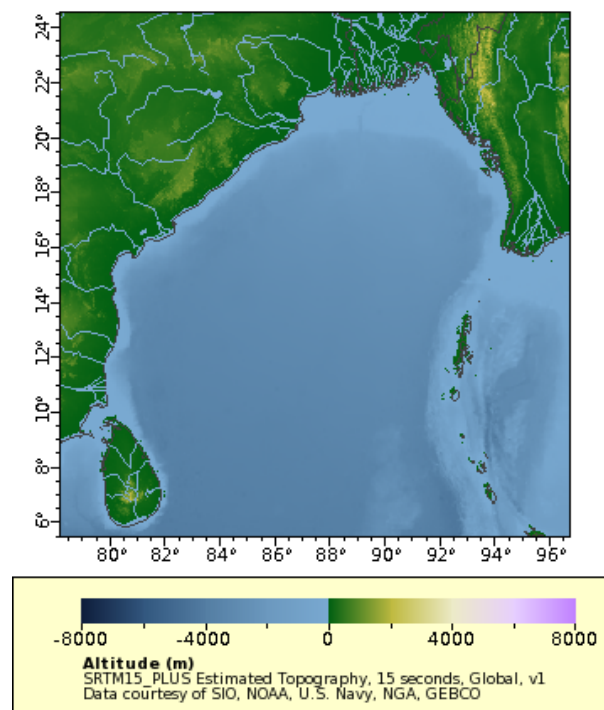 24°
22°
20°
18°
16°
14°
12°
10°
8°
6°
80° 82° 84° 86° 88° 90° 92° 94° 96°
-8000 -4000 0 4000 8000
Altitude (m)
SRTM15_PLUS Estimated Topography, 15 seconds, Global, v1
Data courtesy of SIO, NOAA, U.S. Navy, NGA, GEBCO